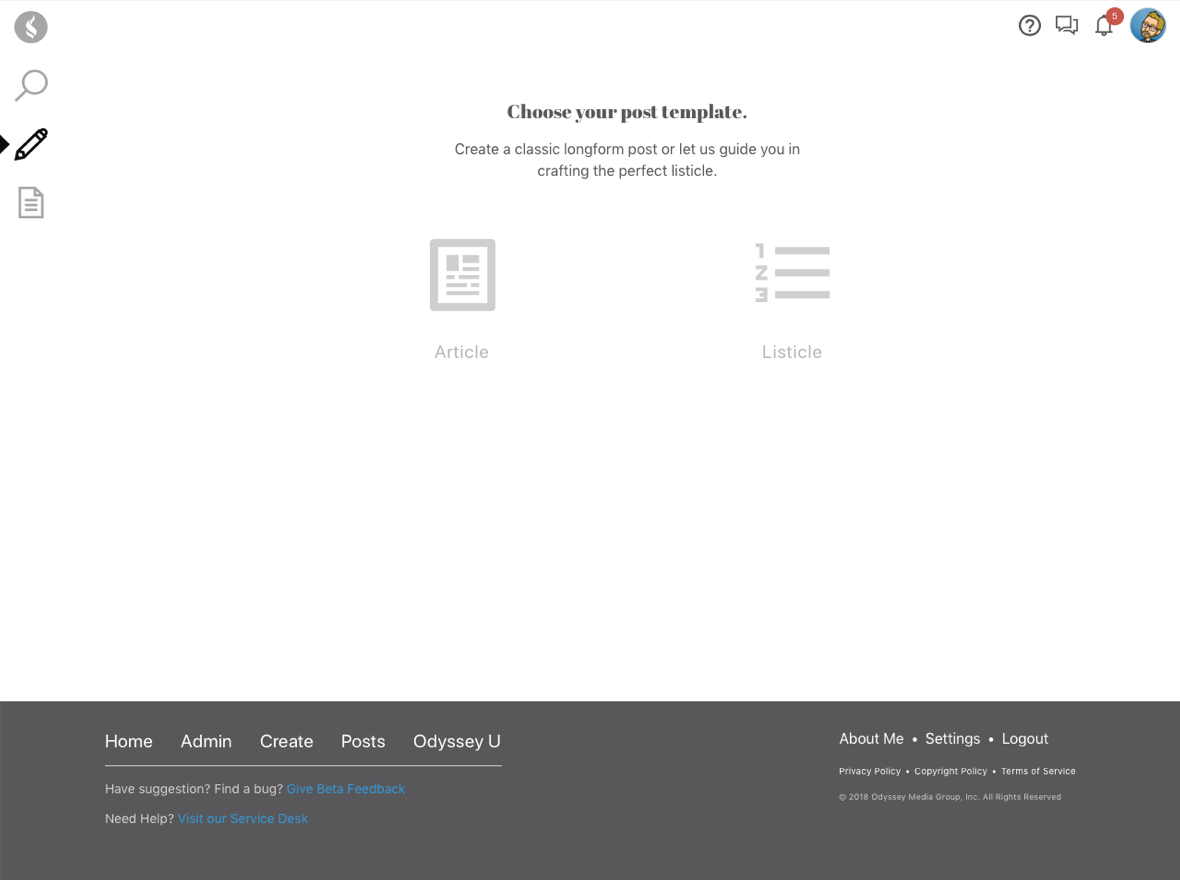 5
Choose your post template.
Create a classic longform post or let us guide you in
crafting the perfect listicle.
1
2
3
Article
Listicle
Home Admin Create Posts Odyssey U
Have suggestion? Find a bug? Give Beta Feedback
Need Help? Visit our Service Desk
About Me • Settings • Logout
Privacy Policy • Copyright Policy • Terms of Service
© 2018 Odyssey Media Group, Inc. All Rights Reserved